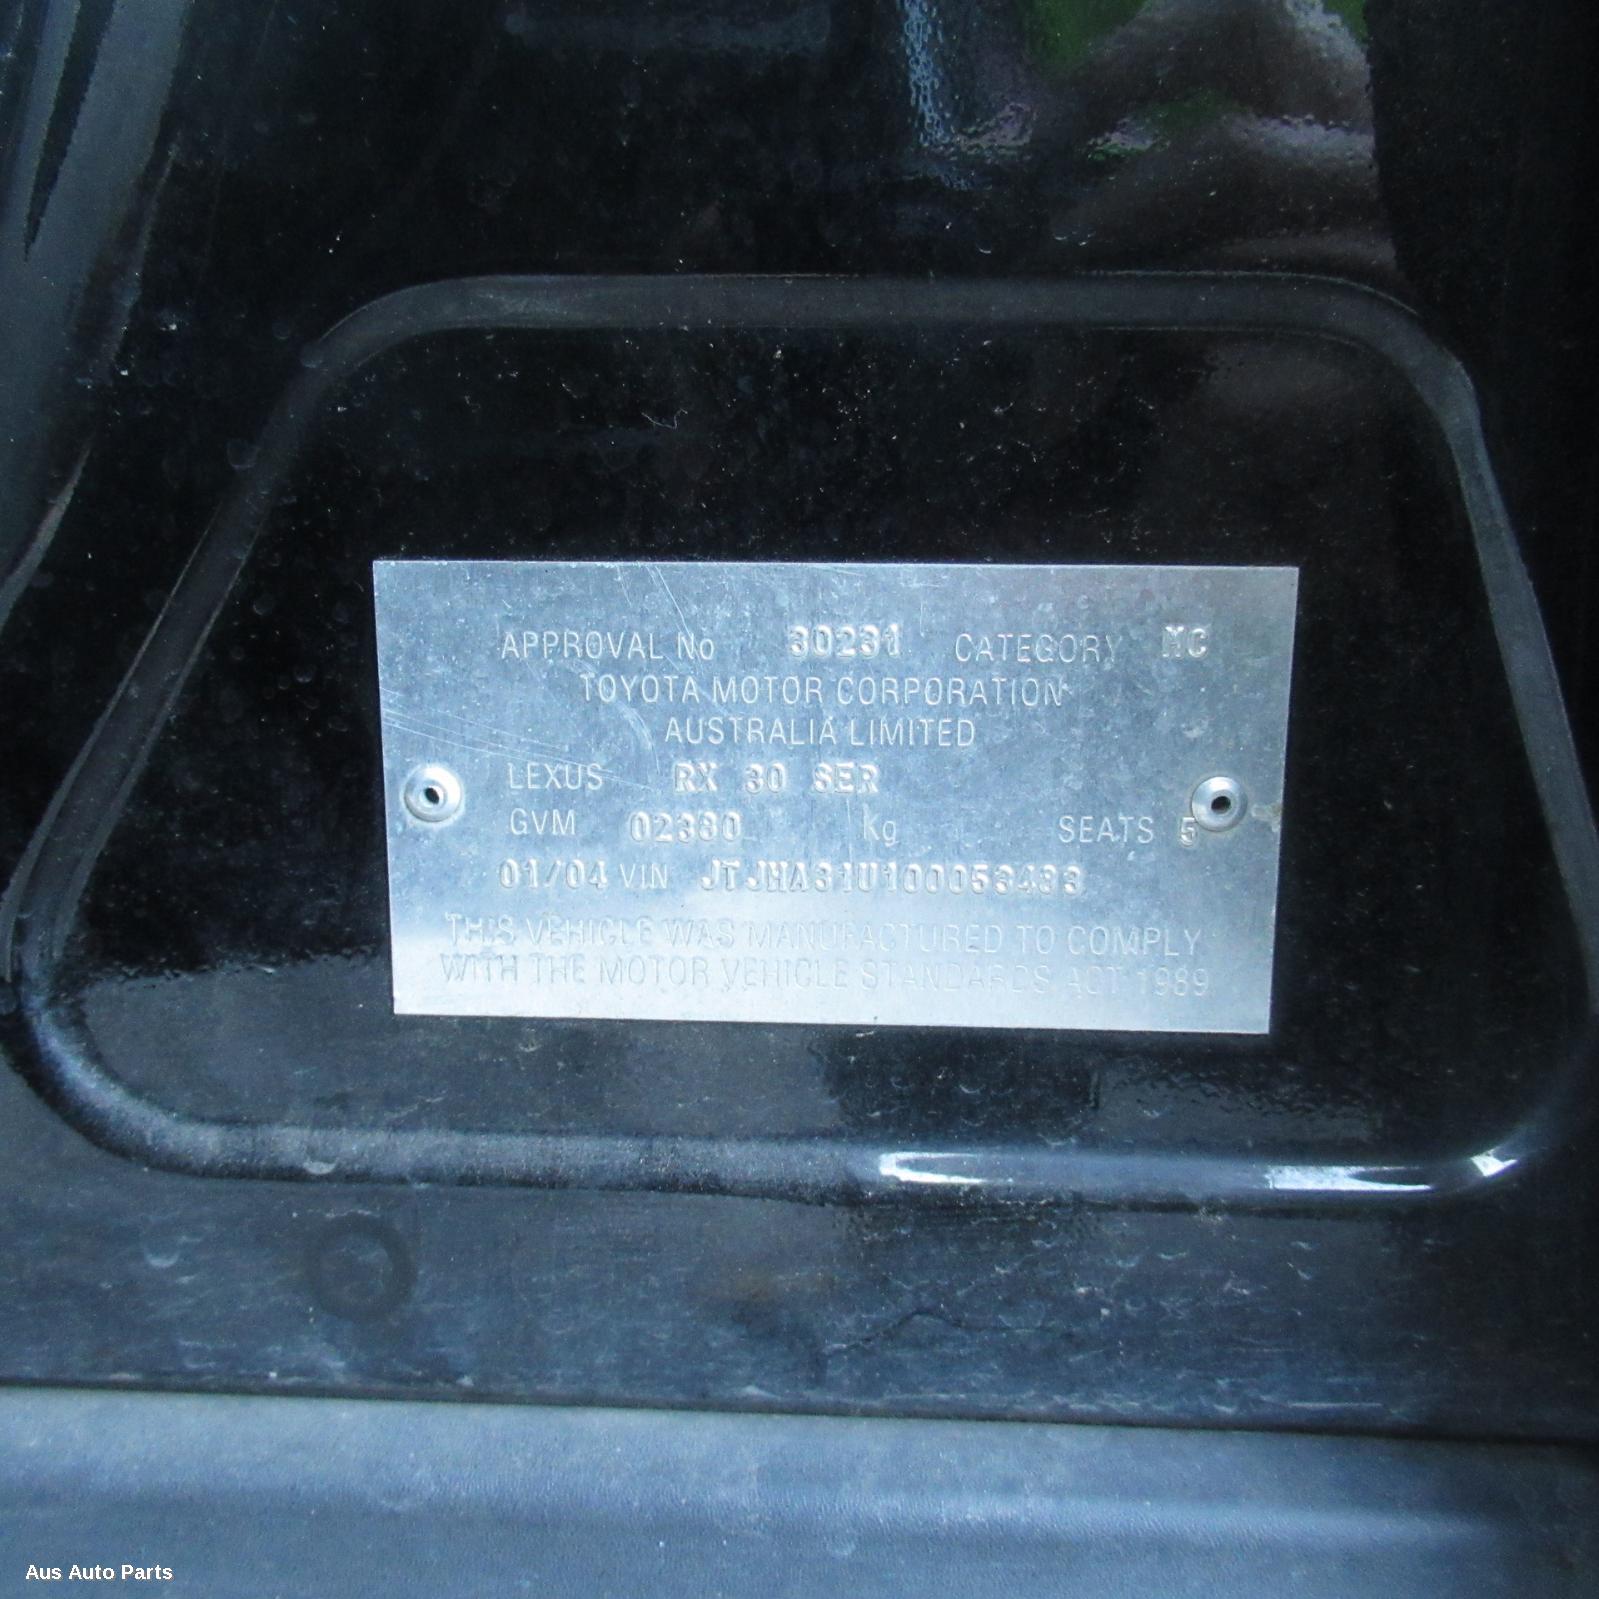 APPROVAL No 30231 CATEGORY MC
TOYOTA MOTOR CORPORATION
AUSTRALIA LIMITED
LEXUS RX 30 SER
GVM 02380 Kg SEATS 5
01/04 VIN JTJHA31U100053433
THIS VEHICLE WAS MANUFACTURED TO COMPLY
WITH THE MOTOR VEHICLE STANDARDS ACT 1989
Aus Auto Parts